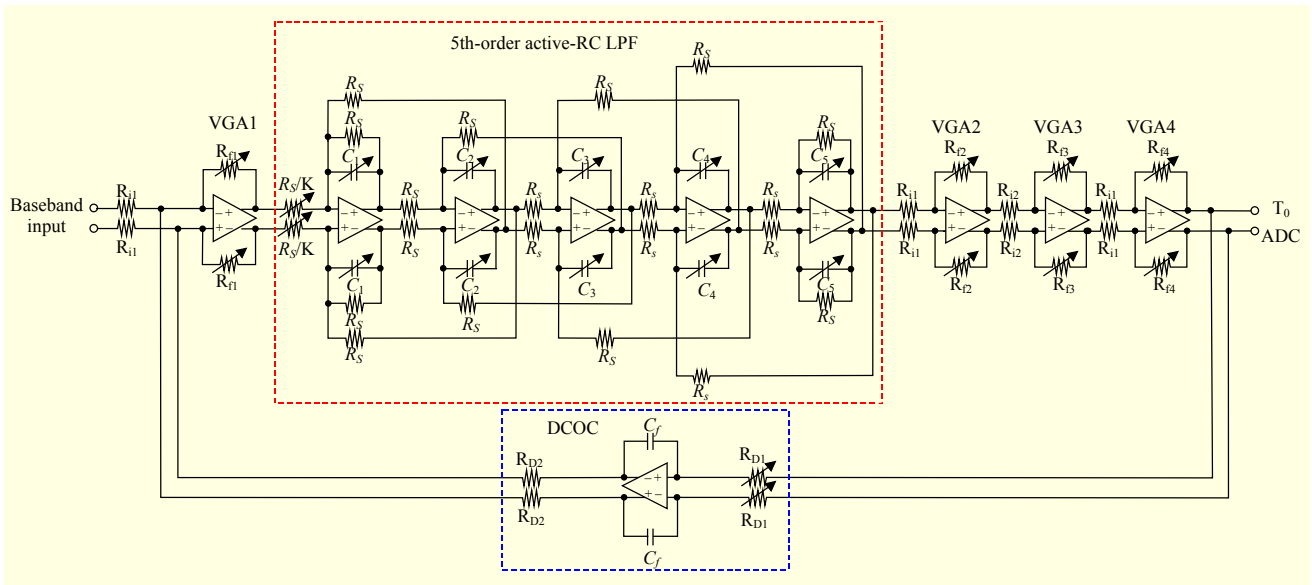 5th-order active-RC LPF
R_S
R_S R_S
VGA1 R_S R_S R_S VGA2 VGA3 VGA4
R_f1 C_1 C_2 C_3 C_4 C_5 R_f2 R_f3 R_f4
R_i1 R_S/K R_S R_s R_s R_s R_i1 R_i2 R_i1
Baseband − + − + − + − + − + − + − + − + − + T_0
input + − + − + − + − + − + − + − + − + − ADC
R_i1 R_S/K R_S R_s R_s R_s R_i1 R_i2 R_i1
R_f1 C_1 C_2 C_3 C_4 C_5 R_f2 R_f3 R_f4
R_S R_S R_S
R_S R_S
R_s
DCOC C_f
R_D2 − + R_D1
R_D2 + − R_D1
C_f